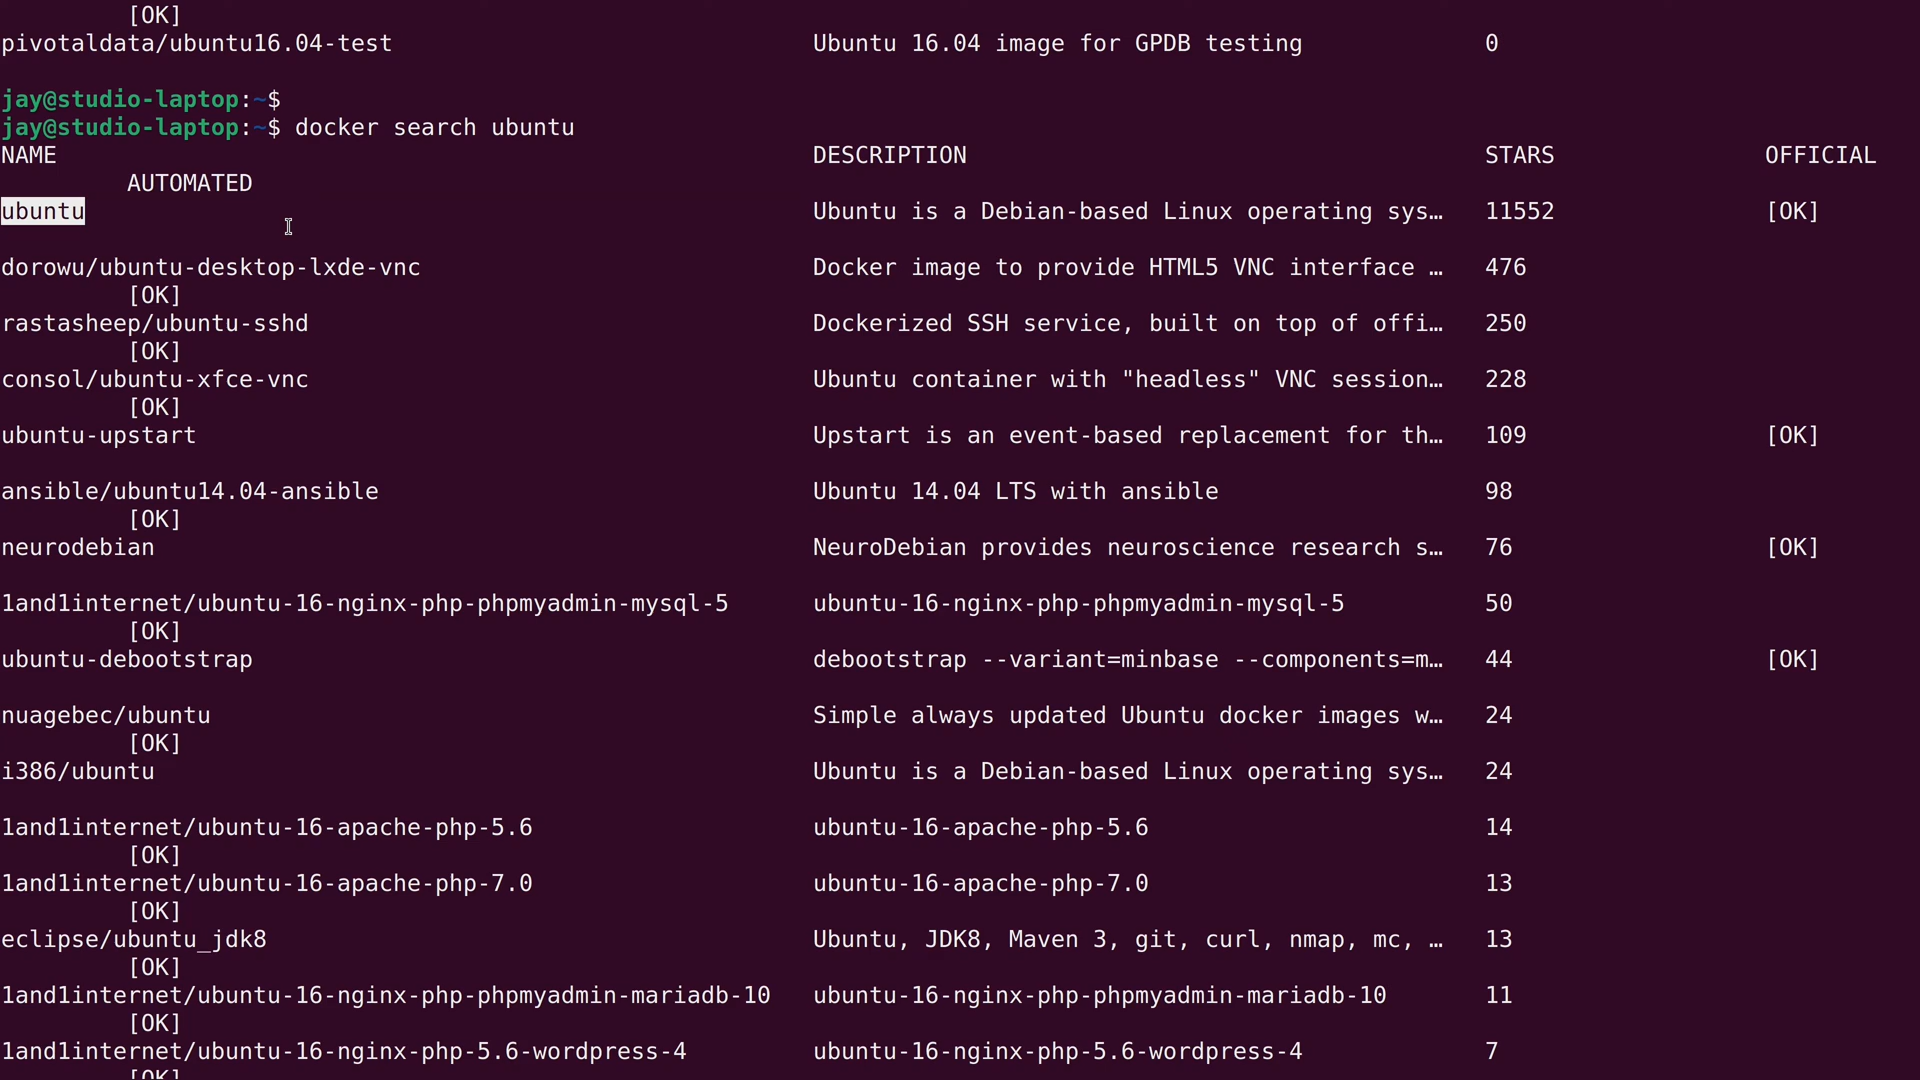 [OK]
pivotaldata/ubuntu16.04-test Ubuntu 16.04 image for GPDB testing 0
jay@studio-laptop:~$
jay@studio-laptop:~$ docker search ubuntu
NAME DESCRIPTION STARS OFFICIAL
AUTOMATED
ubuntu Ubuntu is a Debian-based Linux operating sys… 11552 [OK]
dorowu/ubuntu-desktop-lxde-vnc Docker image to provide HTML5 VNC interface … 476
[OK]
rastasheep/ubuntu-sshd Dockerized SSH service, built on top of offi… 250
[OK]
consol/ubuntu-xfce-vnc Ubuntu container with "headless" VNC session… 228
[OK]
ubuntu-upstart Upstart is an event-based replacement for th… 109 [OK]
ansible/ubuntu14.04-ansible Ubuntu 14.04 LTS with ansible 98
[OK]
neurodebian NeuroDebian provides neuroscience research s… 76 [OK]
1and1internet/ubuntu-16-nginx-php-phpmyadmin-mysql-5 ubuntu-16-nginx-php-phpmyadmin-mysql-5 50
[OK]
ubuntu-debootstrap debootstrap --variant=minbase --components=m… 44 [OK]
nuagebec/ubuntu Simple always updated Ubuntu docker images w… 24
[OK]
i386/ubuntu Ubuntu is a Debian-based Linux operating sys… 24
1and1internet/ubuntu-16-apache-php-5.6 ubuntu-16-apache-php-5.6 14
[OK]
1and1internet/ubuntu-16-apache-php-7.0 ubuntu-16-apache-php-7.0 13
[OK]
eclipse/ubuntu_jdk8 Ubuntu, JDK8, Maven 3, git, curl, nmap, mc, … 13
[OK]
1and1internet/ubuntu-16-nginx-php-phpmyadmin-mariadb-10 ubuntu-16-nginx-php-phpmyadmin-mariadb-10 11
[OK]
1and1internet/ubuntu-16-nginx-php-5.6-wordpress-4 ubuntu-16-nginx-php-5.6-wordpress-4 7
[OK]